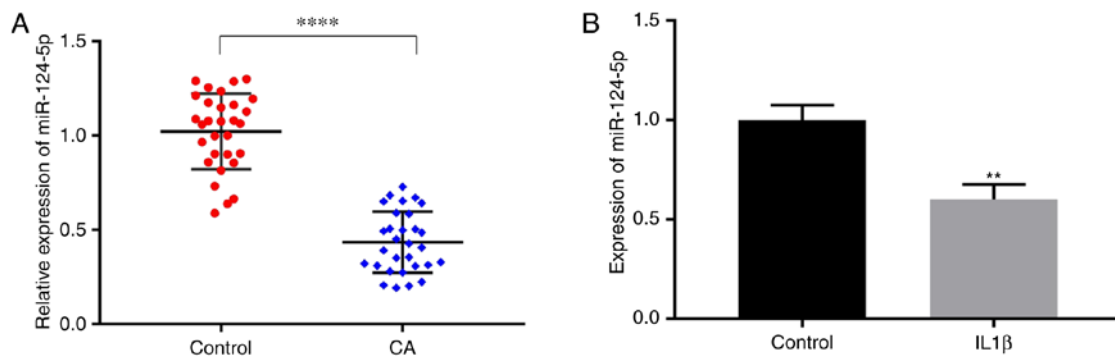 A
****
Relative expression of miR-124-5p
1.5
1.0
0.5
0.0
Control
CA
B
Expression of miR-124-5p
1.5
1.0
0.5
0.0
**
Control
IL1β